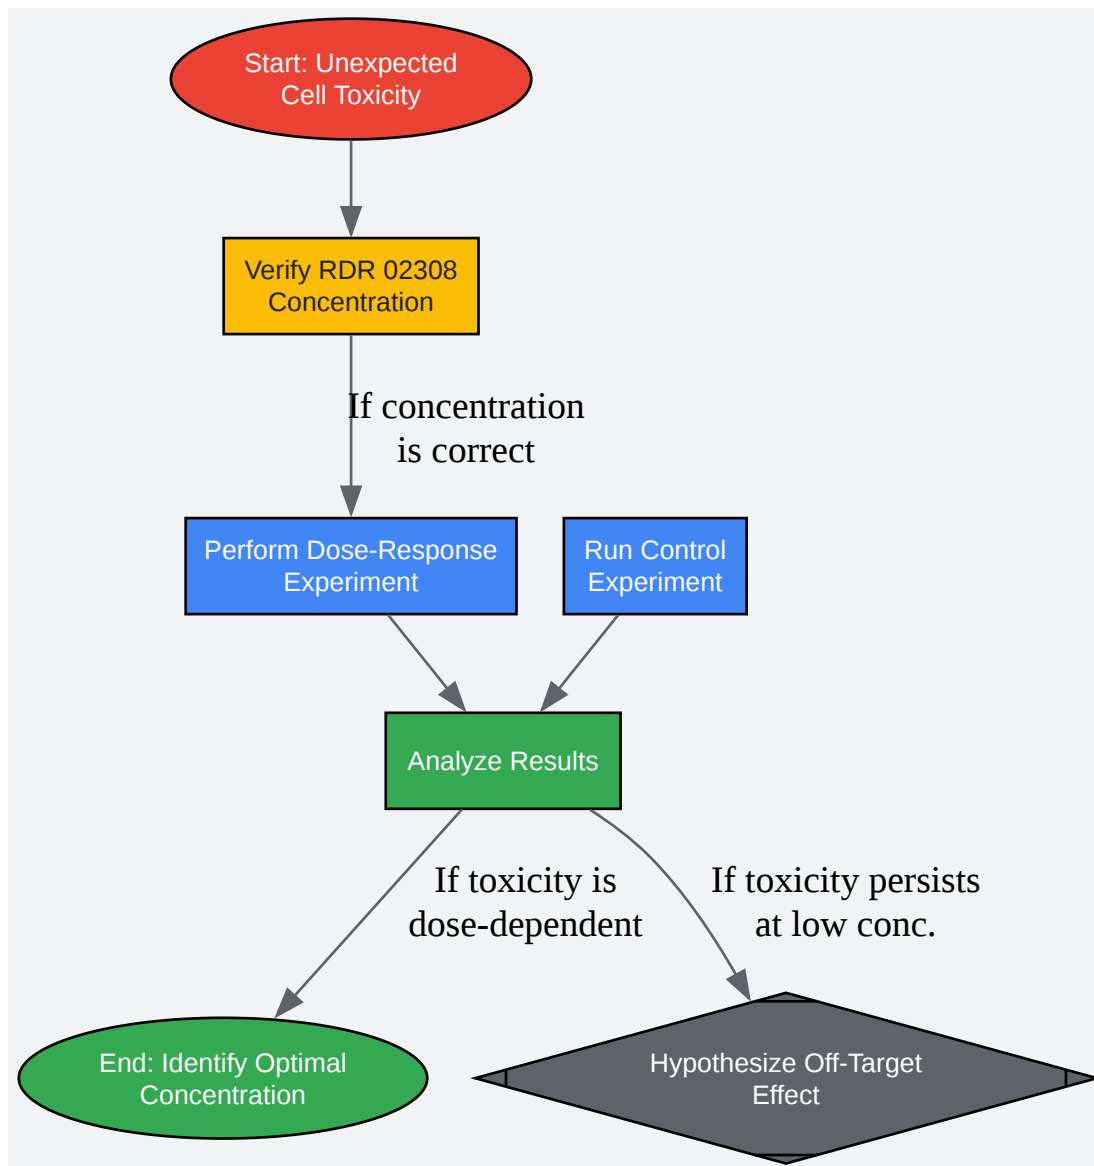 Start: Unexpected
Cell Toxicity
Verify RDR 02308
Concentration
If concentration
is correct
Perform Dose-Response
Experiment
Run Control
Experiment
Analyze Results
If toxicity is
dose-dependent
If toxicity persists
at low conc.
End: Identify Optimal
Concentration
Hypothesize Off-Target
Effect